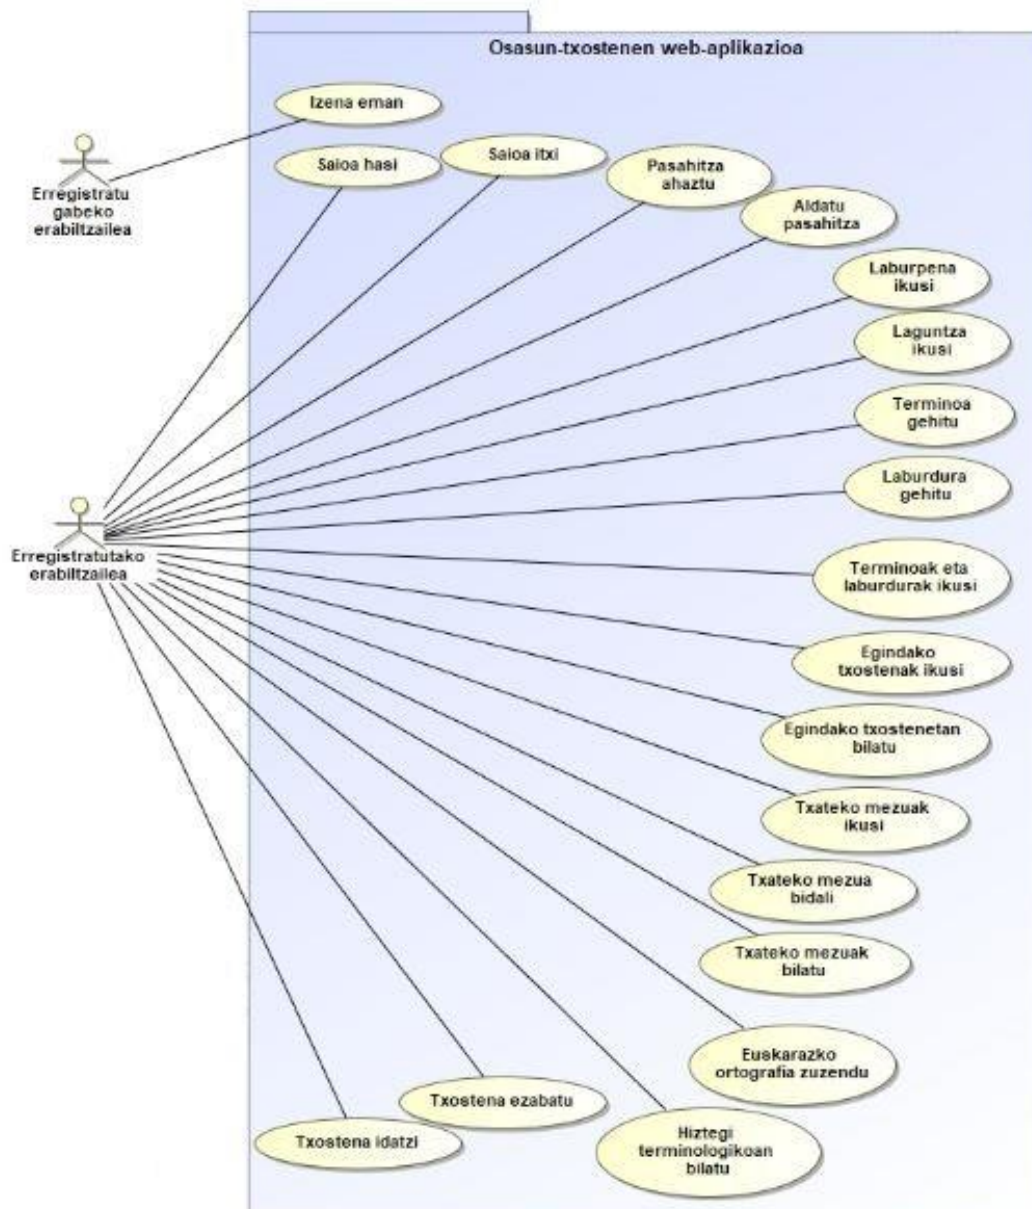 Osasun-txostenen web-aplikazioa
Izena eman
Saioa hasi
Saioa itxi
Pasahitza
ahaztu
Aldatu
pasahitza
Erregistratu
gabeko
erabiltzailea
Laburpena
ikusi
Laguntza
ikusi
Terminoa
gehitu
Laburdura
gehitu
Erregistratutako
erabiltzailea
Terminoak eta
laburdurak ikusi
Egindako
txostenak ikusi
Egindako txostenetan
bilatu
Txateko mezuak
ikusi
Txateko mezua
bidali
Txateko mezuak
bilatu
Euskarazko
ortografia zuzendu
Txostena ezabatu
Txostena idatzi
Hiztegi
terminologikoan
bilatu